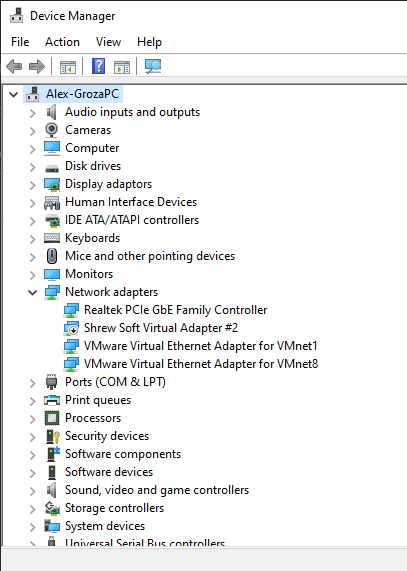 Device Manager
File Action View Help
Alex-GrozaPC
Audio inputs and outputs
Cameras
Computer
Disk drives
Display adaptors
Human Interface Devices
IDE ATA/ATAPI controllers
Keyboards
Mice and other pointing devices
Monitors
Network adapters
Realtek PCIe GbE Family Controller
Shrew Soft Virtual Adapter #2
VMware Virtual Ethernet Adapter for VMnet1
VMware Virtual Ethernet Adapter for VMnet8
Ports (COM & LPT)
Print queues
Processors
Security devices
Software components
Software devices
Sound, video and game controllers
Storage controllers
System devices
Universal Serial Bus controllers